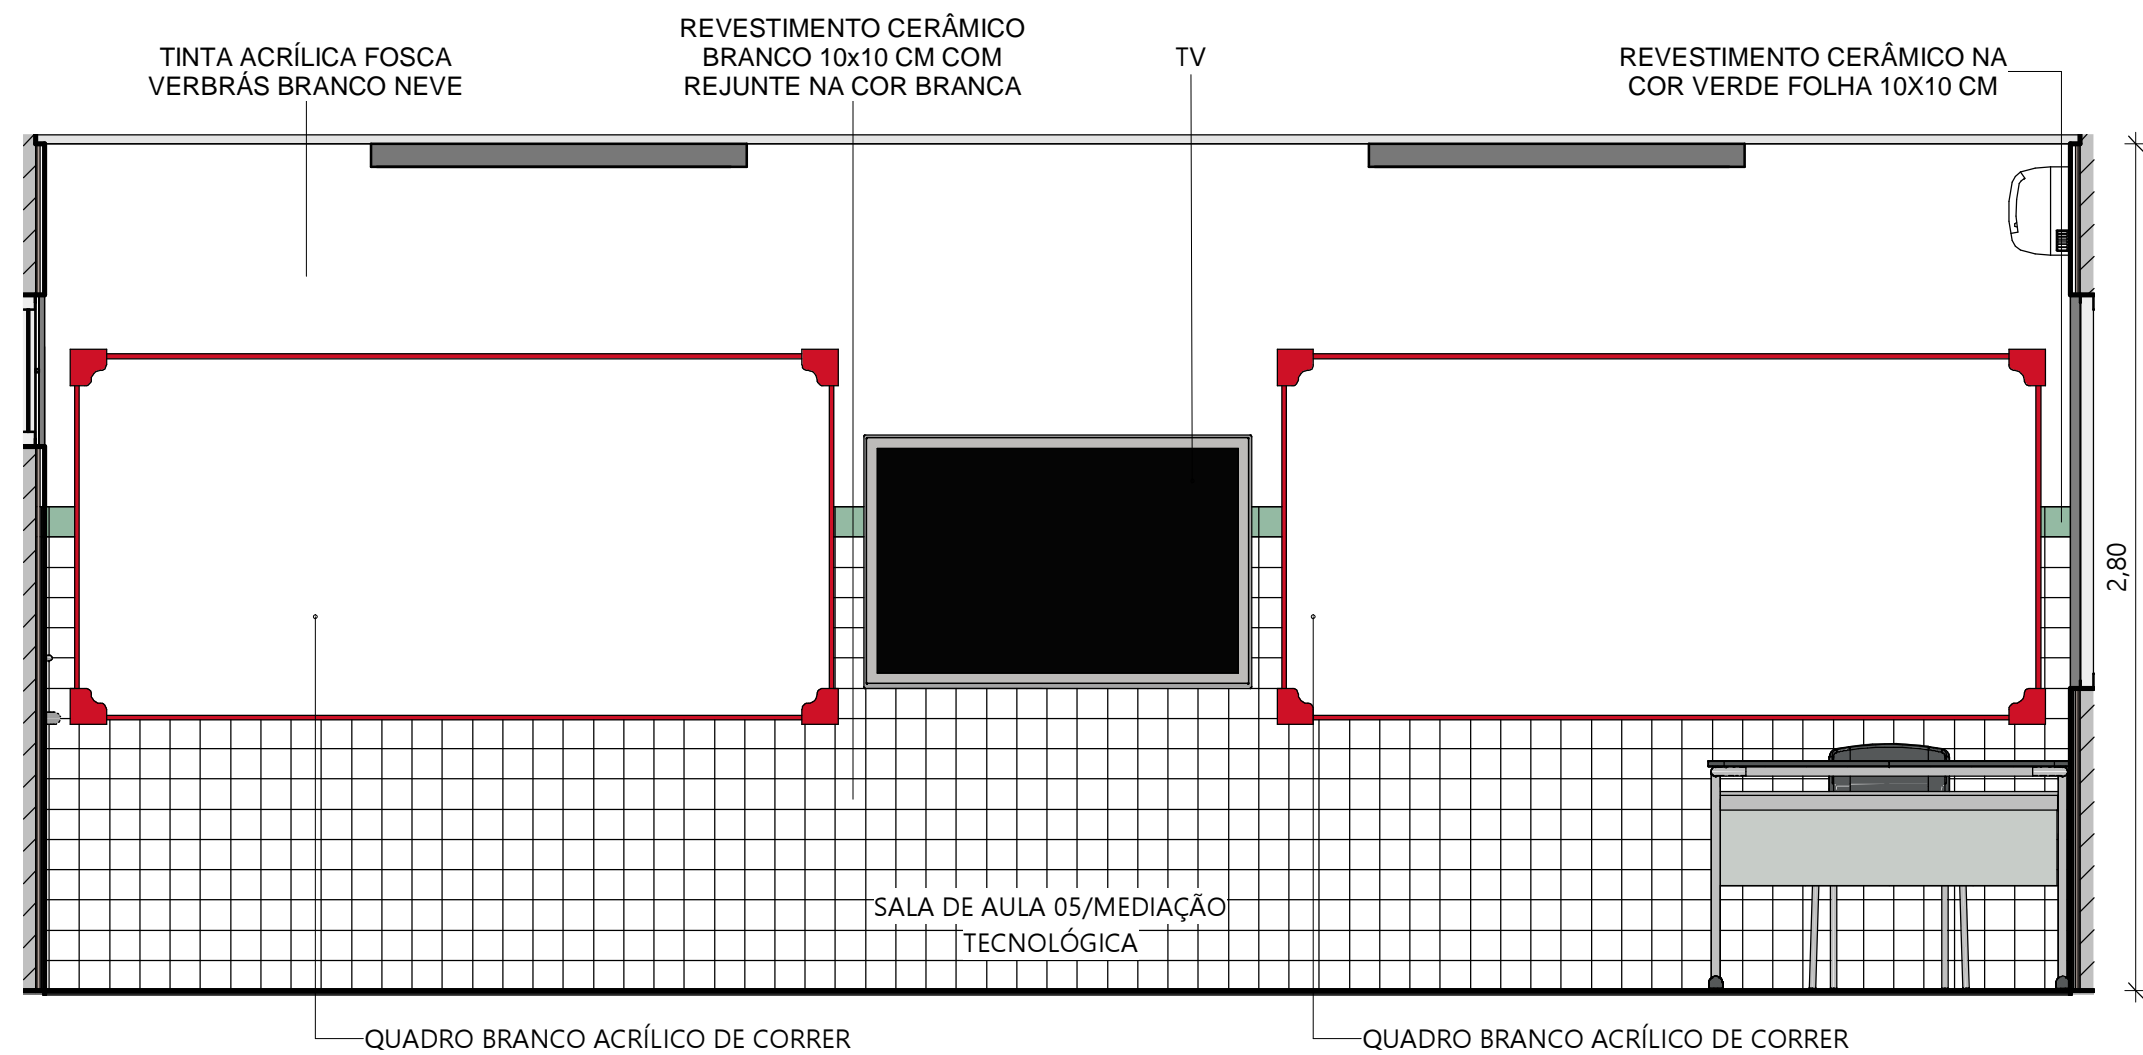 TINTA ACRÍLICA FOSCA
VERBRÁS BRANCO NEVE
REVESTIMENTO CERÂMICO
BRANCO 10x10 CM COM
REJUNTE NA COR BRANCA
TV
REVESTIMENTO CERÂMICO NA
COR VERDE FOLHA 10X10 CM
2,80
SALA DE AULA 05/MEDIAÇÃO
TECNOLÓGICA
QUADRO BRANCO ACRÍLICO DE CORRER
QUADRO BRANCO ACRÍLICO DE CORRER